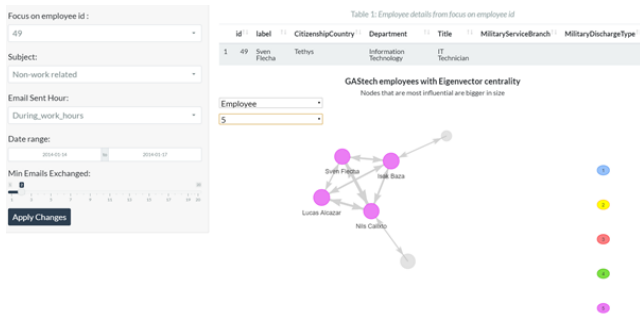 Focus on employee id :
49
Subject:
Non-work related
Email Sent Hour:
During_work_hours
Date range:
2014-01-14 to 2014-01-17
Min Emails Exchanged:
Apply Changes
Table 1: Employee details from focus on employee id
id label CitizenshipCountry Department Title MilitaryServiceBranch MilitaryDischargeType
1 49 Sven Flecha Tethys Information Technology IT Technician
GAStech employees with Eigenvector centrality
Nodes that are most influential are bigger in size
Employee
5
Sven Flecha
Isak Baza
Lucas Alcazar
Nils Calixto
1
2
3
4
5